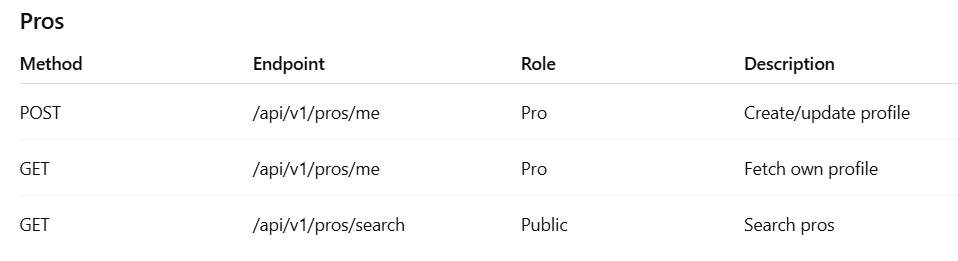 Pros
Method Endpoint Role Description
POST /api/v1/pros/me Pro Create/update profile
GET /api/v1/pros/me Pro Fetch own profile
GET /api/v1/pros/search Public Search pros